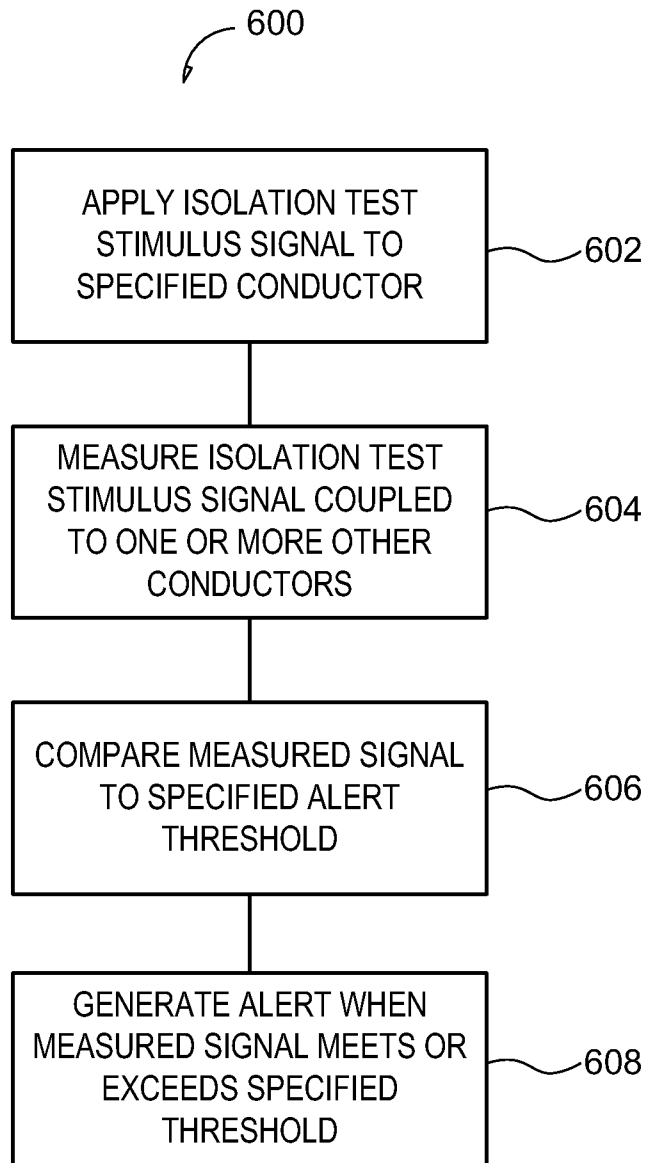 600
APPLY ISOLATION TEST
STIMULUS SIGNAL TO
SPECIFIED CONDUCTOR
602
MEASURE ISOLATION TEST
STIMULUS SIGNAL COUPLED
TO ONE OR MORE OTHER
CONDUCTORS
604
COMPARE MEASURED SIGNAL
TO SPECIFIED ALERT
THRESHOLD
606
GENERATE ALERT WHEN
MEASURED SIGNAL MEETS OR
EXCEEDS SPECIFIED
THRESHOLD
608